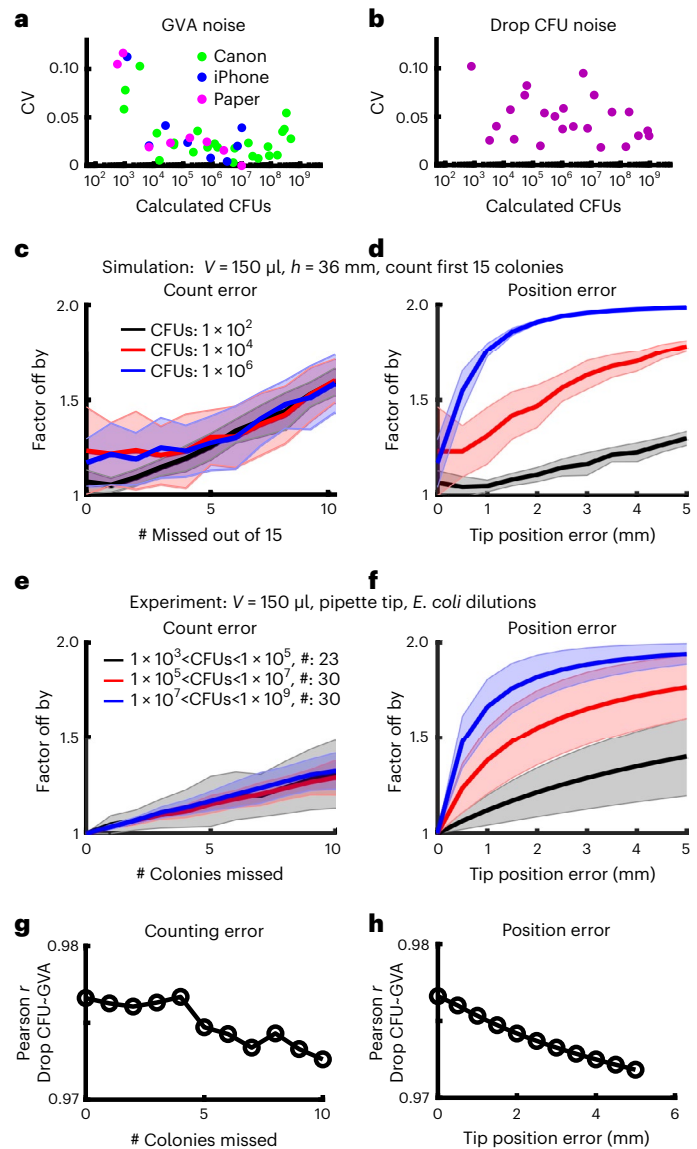 a
GVA noise
CV
0.10
0.05
0
Canon
iPhone
Paper
10² 10³ 10⁴ 10⁵ 10⁶ 10⁷ 10⁸ 10⁹
Calculated CFUs
b
Drop CFU noise
CV
0.10
0.05
0
10² 10³ 10⁴ 10⁵ 10⁶ 10⁷ 10⁸ 10⁹
Calculated CFUs
c
d
Simulation: V = 150 µl, h = 36 mm, count first 15 colonies
Count error
Factor off by
2.0
1.5
1
CFUs: 1 × 10²
CFUs: 1 × 10⁴
CFUs: 1 × 10⁶
0 5 10
# Missed out of 15
Position error
Factor off by
2.0
1.5
1
0 1 2 3 4 5
Tip position error (mm)
e
f
Experiment: V = 150 µl, pipette tip, E. coli dilutions
Count error
Factor off by
2.0
1.5
1
1 × 10³<CFUs<1 × 10⁵, #: 23
1 × 10⁵<CFUs<1 × 10⁷, #: 30
1 × 10⁷<CFUs<1 × 10⁹, #: 30
0 5 10
# Colonies missed
Position error
Factor off by
2.0
1.5
1
0 1 2 3 4 5
Tip position error (mm)
g
Counting error
Pearson r
Drop CFU-GVA
0.98
0.97
0 5 10
# Colonies missed
h
Position error
Pearson r
Drop CFU-GVA
0.98
0.97
0 2 4 6
Tip position error (mm)